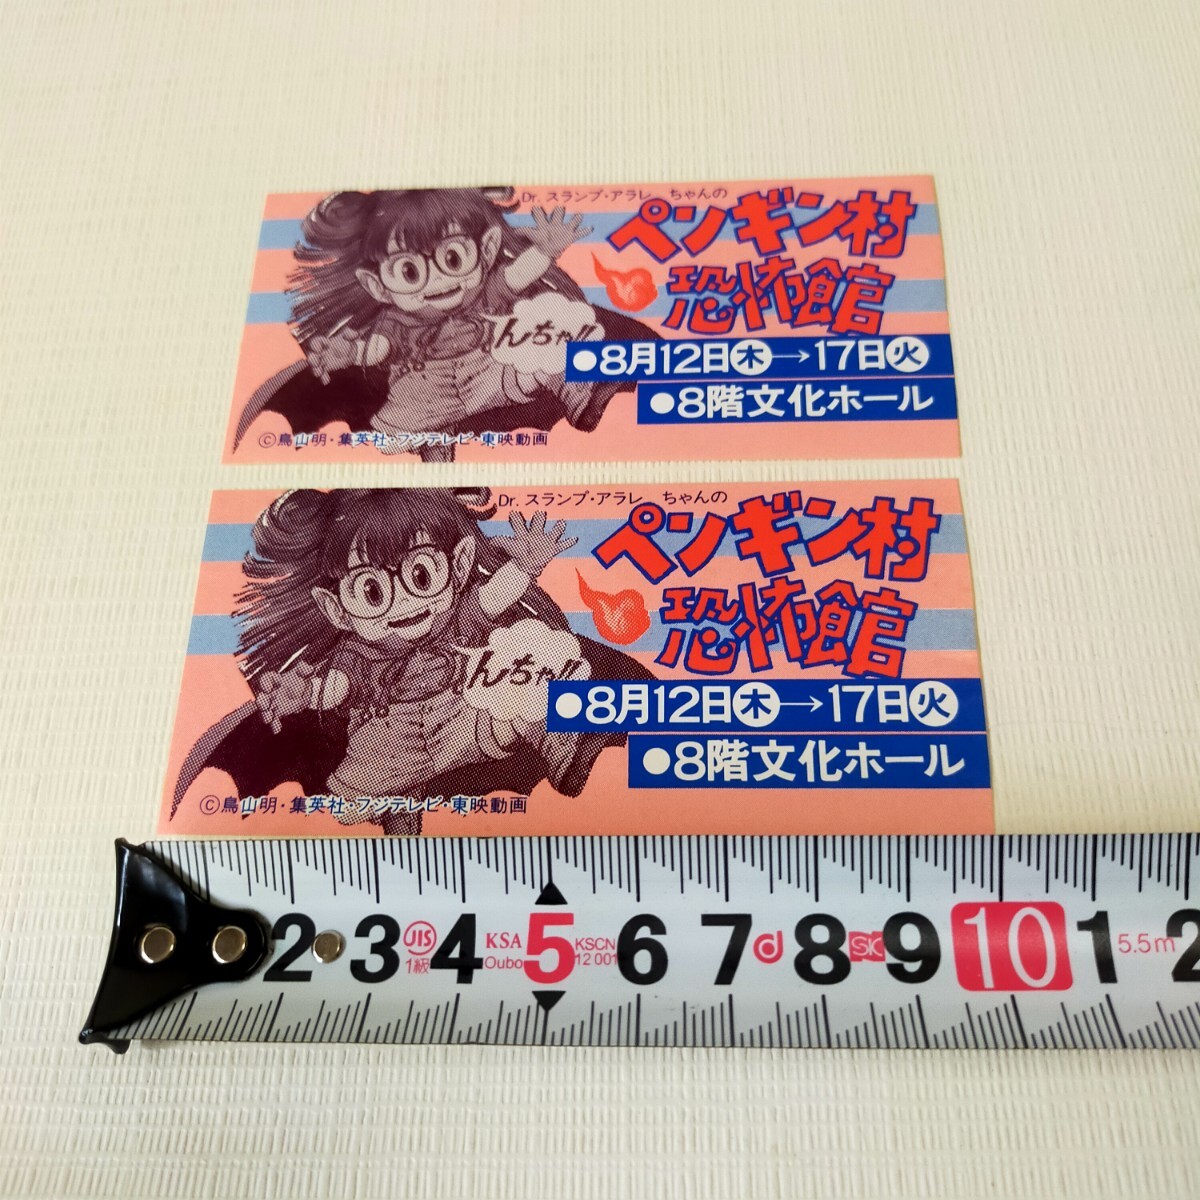 Dr.スランプ・アラレ ちゃんの
ペンギン村
恐怖館
んちゃ!!
●8月12日木→17日火
●8階文化ホール
©鳥山明・集英社・フジテレビ・東映動画
Dr.スランプ・アラレ ちゃんの
ペンギン村
恐怖館
んちゃ!!
●8月12日木→17日火
●8階文化ホール
©鳥山明・集英社・フジテレビ・東映動画
2 3 JIS 1級 4 KSA Oubo 5 KSCN 12 001 6 7 d 8 SK 9 10 1 5.5m 2